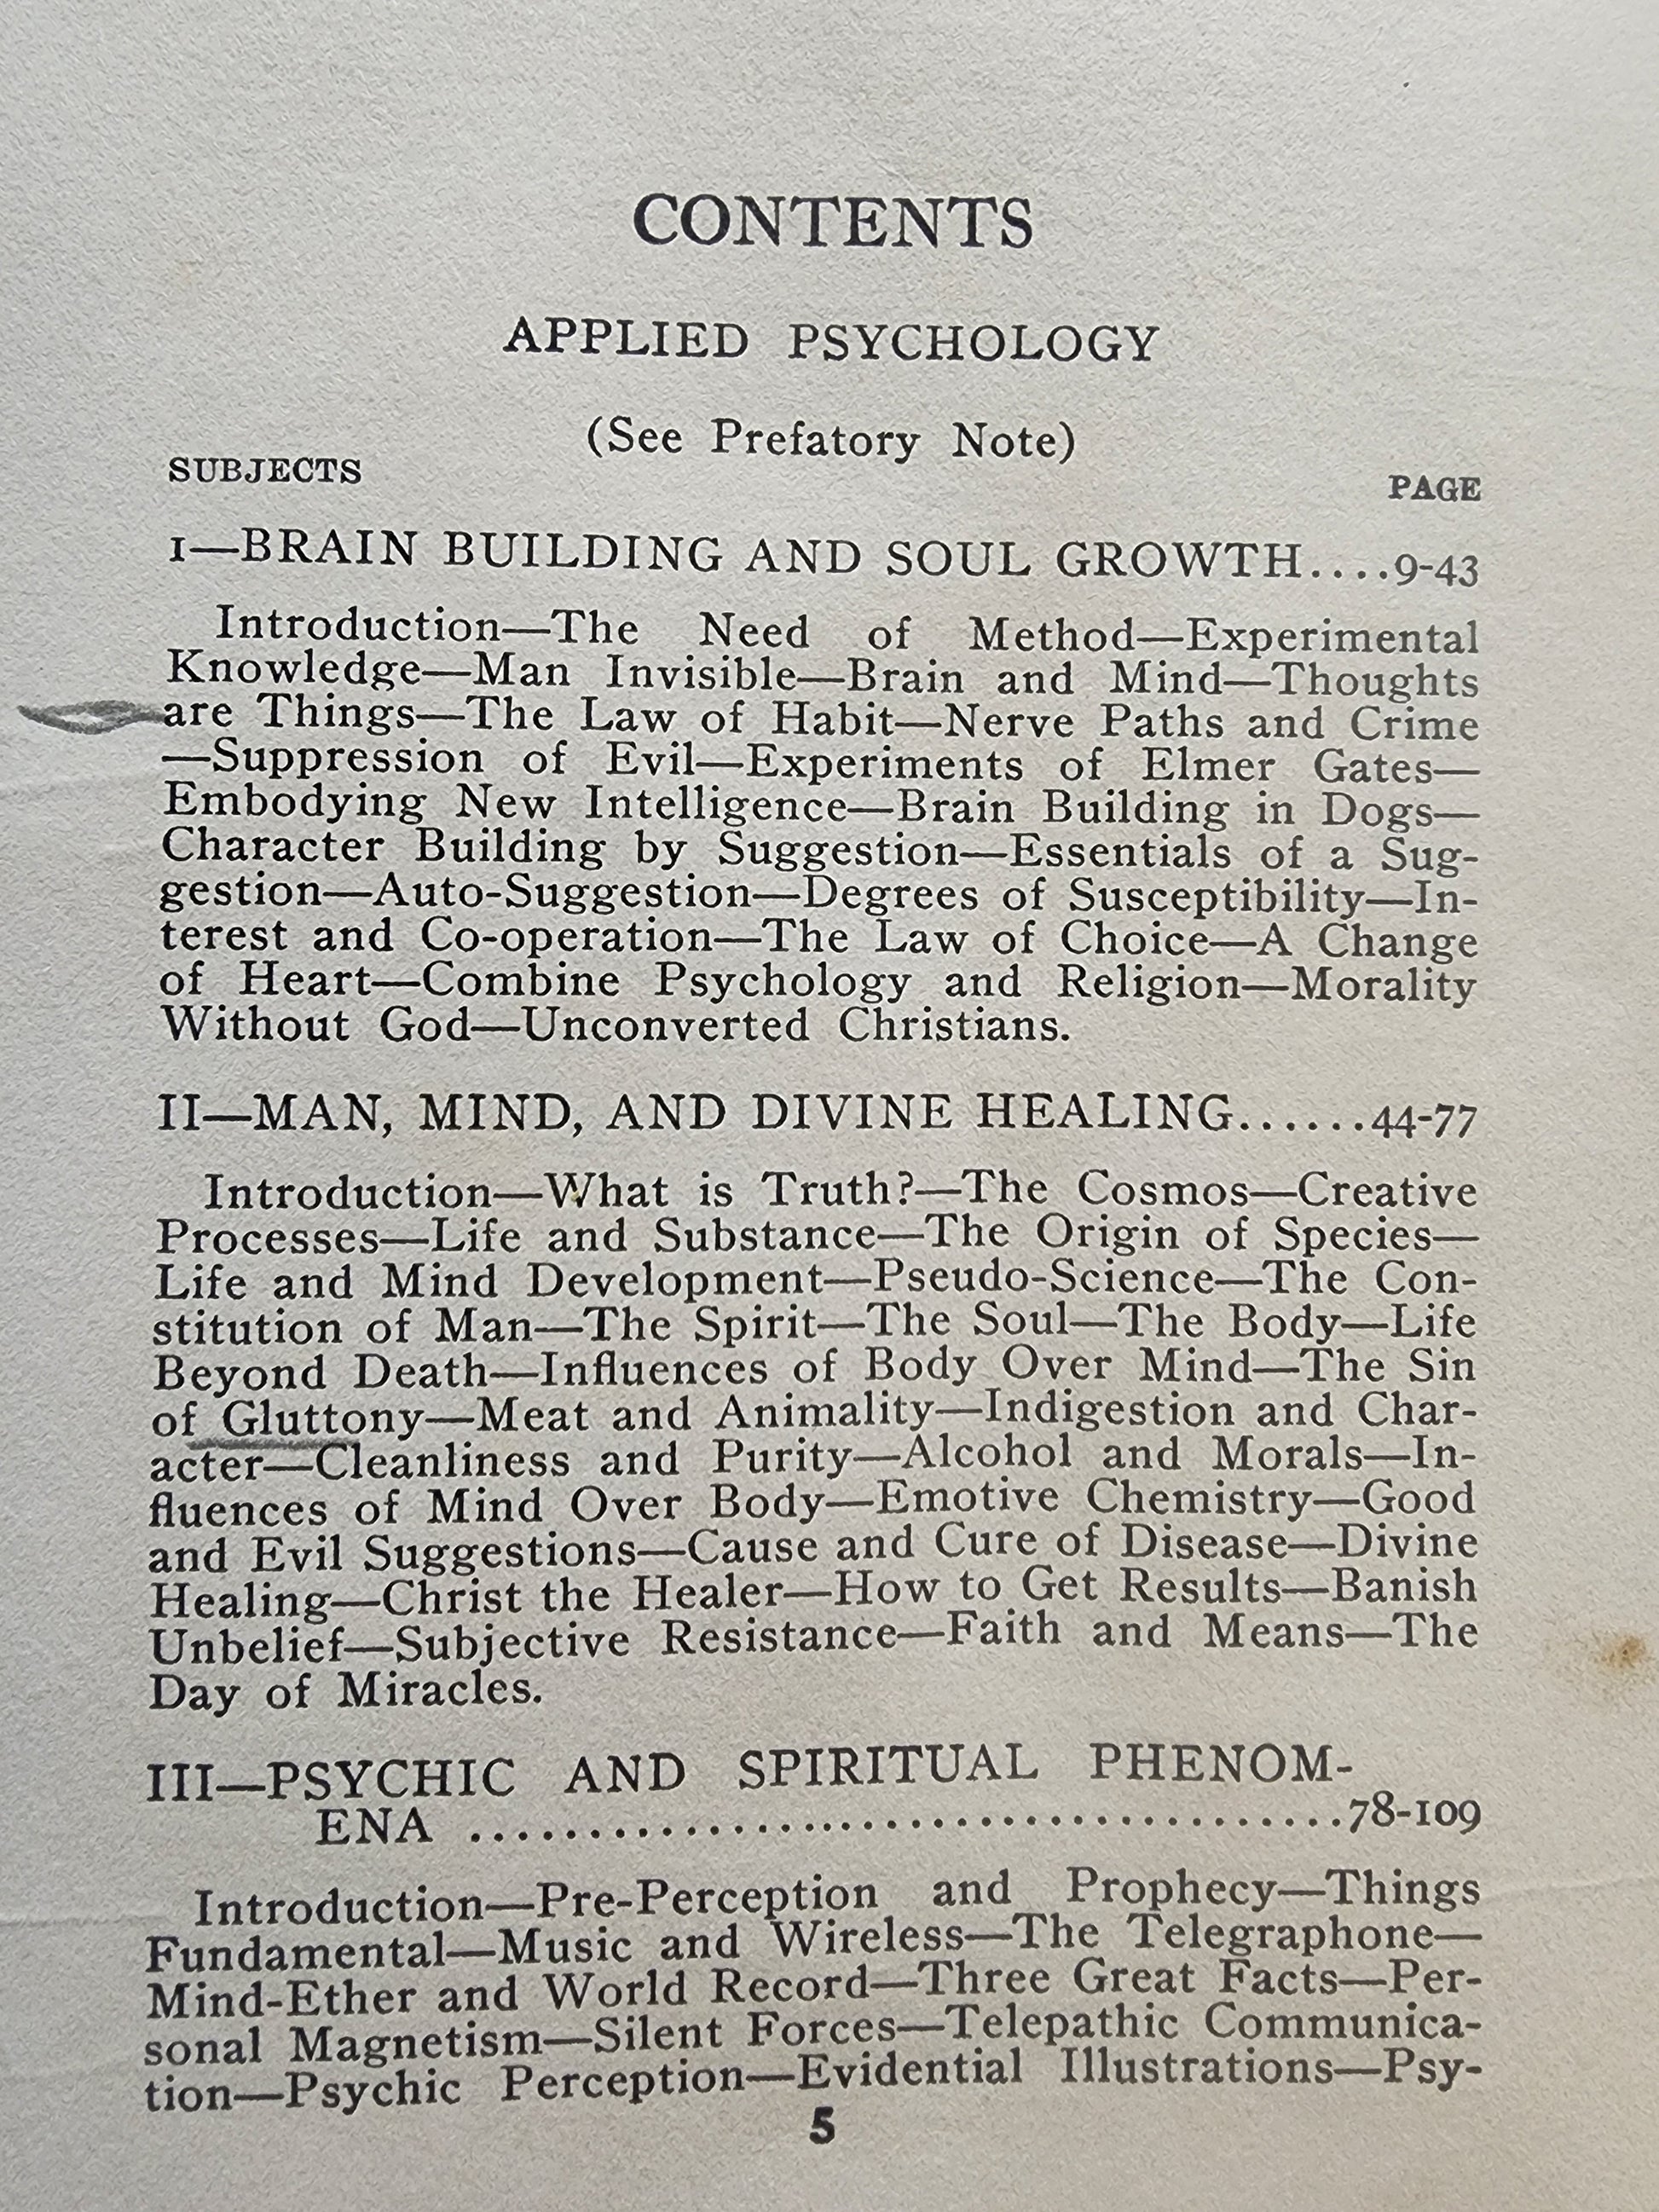 CONTENTS
APPLIED PSYCHOLOGY
(See Prefatory Note)
SUBJECTS
PAGE
I—BRAIN BUILDING AND SOUL GROWTH....9-43
Introduction—The Need of Method—Experimental
Knowledge—Man Invisible—Brain and Mind—Thoughts
are Things—The Law of Habit—Nerve Paths and Crime
—Suppression of Evil—Experiments of Elmer Gates—
Embodying New Intelligence—Brain Building in Dogs—
Character Building by Suggestion—Essentials of a Sug-
gestion—Auto-Suggestion—Degrees of Susceptibility—In-
terest and Co-operation—The Law of Choice—A Change
of Heart—Combine Psychology and Religion—Morality
Without God—Unconverted Christians.
II—MAN, MIND, AND DIVINE HEALING......44-77
Introduction—What is Truth?—The Cosmos—Creative
Processes—Life and Substance—The Origin of Species—
Life and Mind Development—Pseudo-Science—The Con-
stitution of Man—The Spirit—The Soul—The Body—Life
Beyond Death—Influences of Body Over Mind—The Sin
of Gluttony—Meat and Animality—Indigestion and Char-
acter—Cleanliness and Purity—Alcohol and Morals—In-
fluences of Mind Over Body—Emotive Chemistry—Good
and Evil Suggestions—Cause and Cure of Disease—Divine
Healing—Christ the Healer—How to Get Results—Banish
Unbelief—Subjective Resistance—Faith and Means—The
Day of Miracles.
III—PSYCHIC AND SPIRITUAL PHENOM-
ENA ....................................78-109
Introduction—Pre-Perception and Prophecy—Things
Fundamental—Music and Wireless—The Telegraphone—
Mind-Ether and World Record—Three Great Facts—Per-
sonal Magnetism—Silent Forces—Telepathic Communica-
tion—Psychic Perception—Evidential Illustrations—Psy-
5